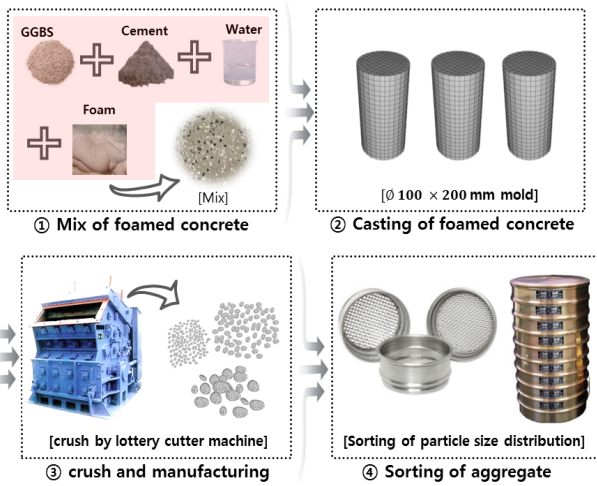 GGBS
Cement
Water
Foam
[Mix]
① Mix of foamed concrete
[∅ 100 × 200 mm mold]
② Casting of foamed concrete
[crush by lottery cutter machine]
③ crush and manufacturing
[Sorting of particle size distribution]
④ Sorting of aggregate